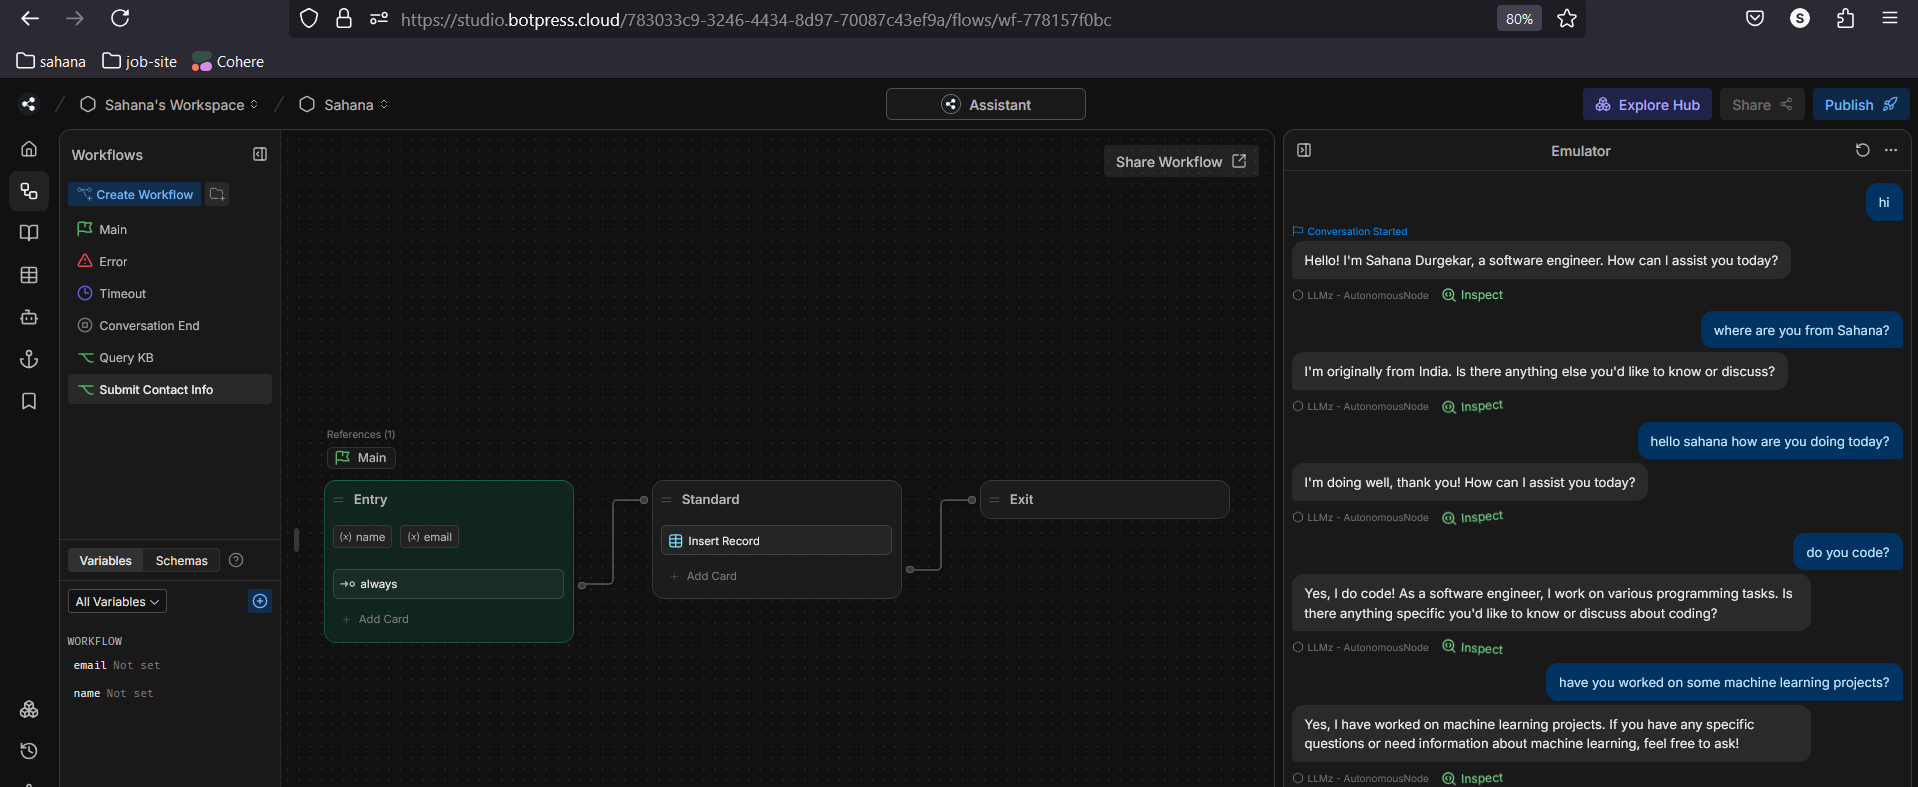 https://studio.botpress.cloud/783033c9-3246-4434-8d97-70087c43ef9a/flows/wf-778157f0bc
80%
S
sahana
job-site
Cohere
/ Sahana's Workspace / Sahana
Assistant
Explore Hub
Share
Publish
Workflows
Create Workflow
Main
Error
Timeout
Conversation End
Query KB
Submit Contact Info
Variables
Schemas
?
All Variables
WORKFLOW
email Not set
name Not set
Share Workflow
References (1)
Main
Entry
(x) name
(x) email
always
+ Add Card
Standard
Insert Record
+ Add Card
Exit
Emulator
hi
Conversation Started
Hello! I'm Sahana Durgekar, a software engineer. How can I assist you today?
LLMz - AutonomousNode
Inspect
where are you from Sahana?
I'm originally from India. Is there anything else you'd like to know or discuss?
LLMz - AutonomousNode
Inspect
hello sahana how are you doing today?
I'm doing well, thank you! How can I assist you today?
LLMz - AutonomousNode
Inspect
do you code?
Yes, I do code! As a software engineer, I work on various programming tasks. Is
there anything specific you'd like to know or discuss about coding?
LLMz - AutonomousNode
Inspect
have you worked on some machine learning projects?
Yes, I have worked on machine learning projects. If you have any specific
questions or need information about machine learning, feel free to ask!
LLMz - AutonomousNode
Inspect